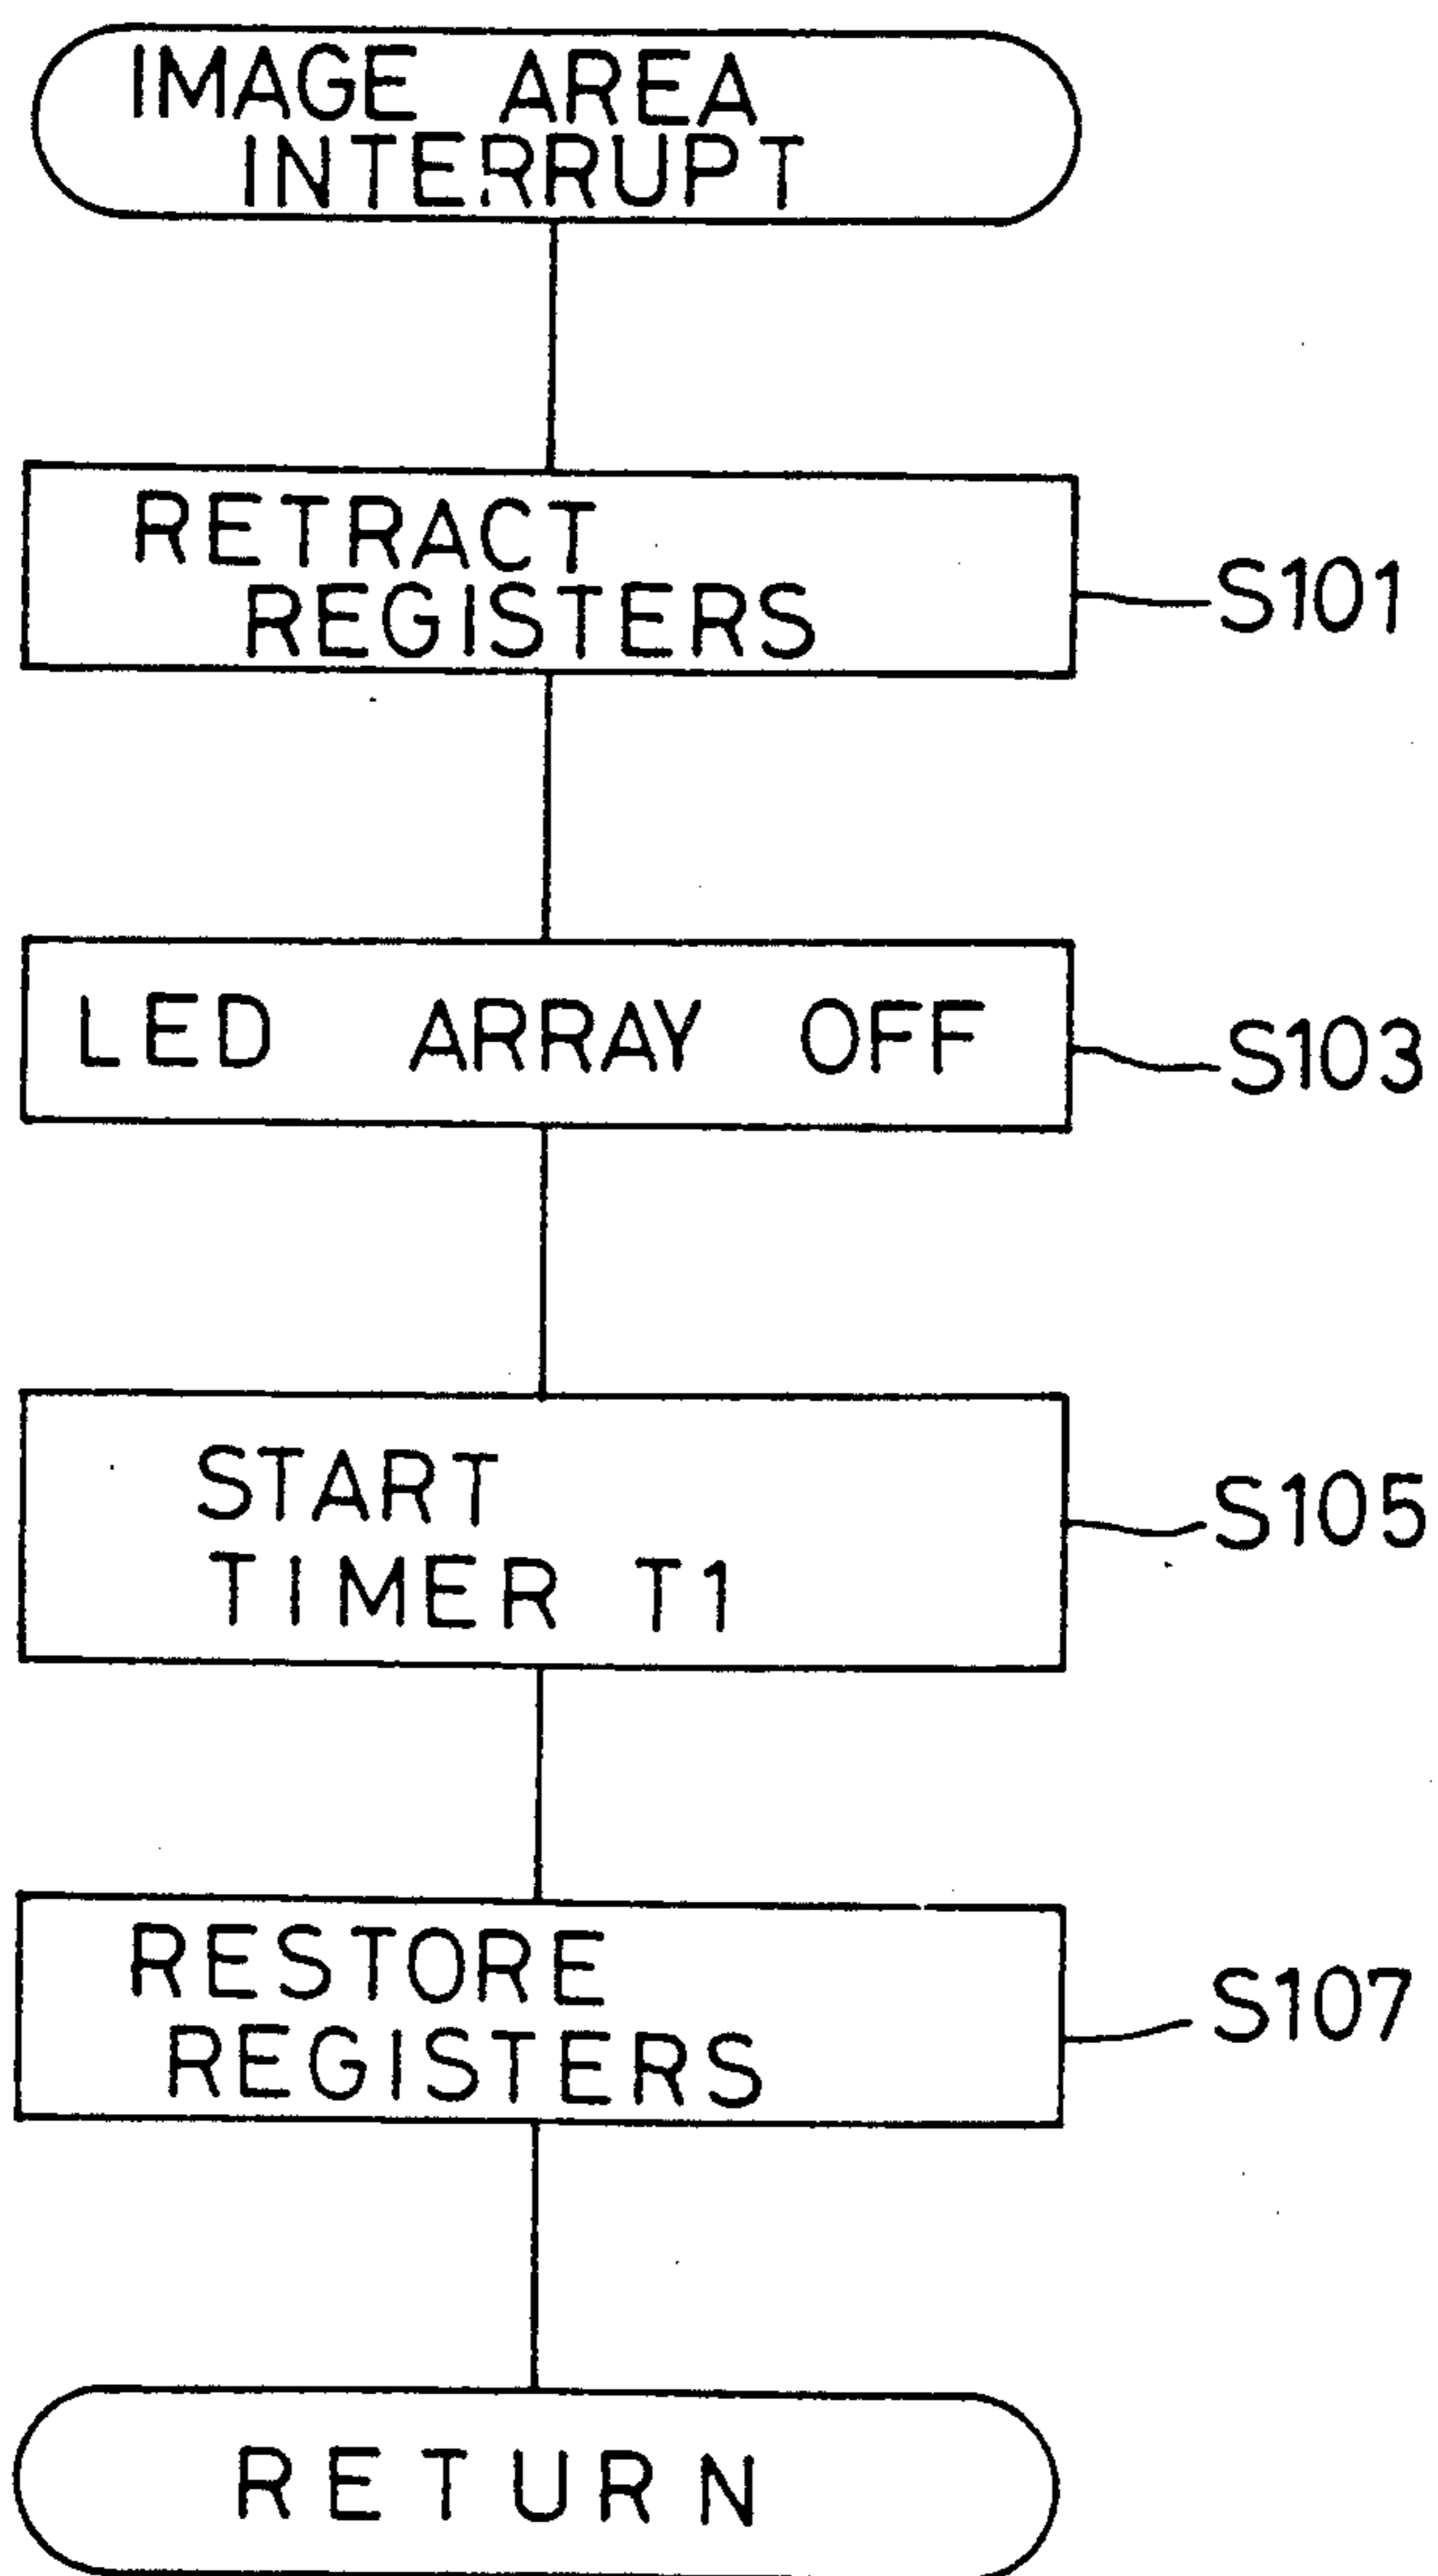 IMAGE AREA
INTERRUPT
RETRACT
REGISTERS
S101
LED ARRAY OFF
S103
START
TIMER T1
S105
RESTORE
REGISTERS
S107
RETURN